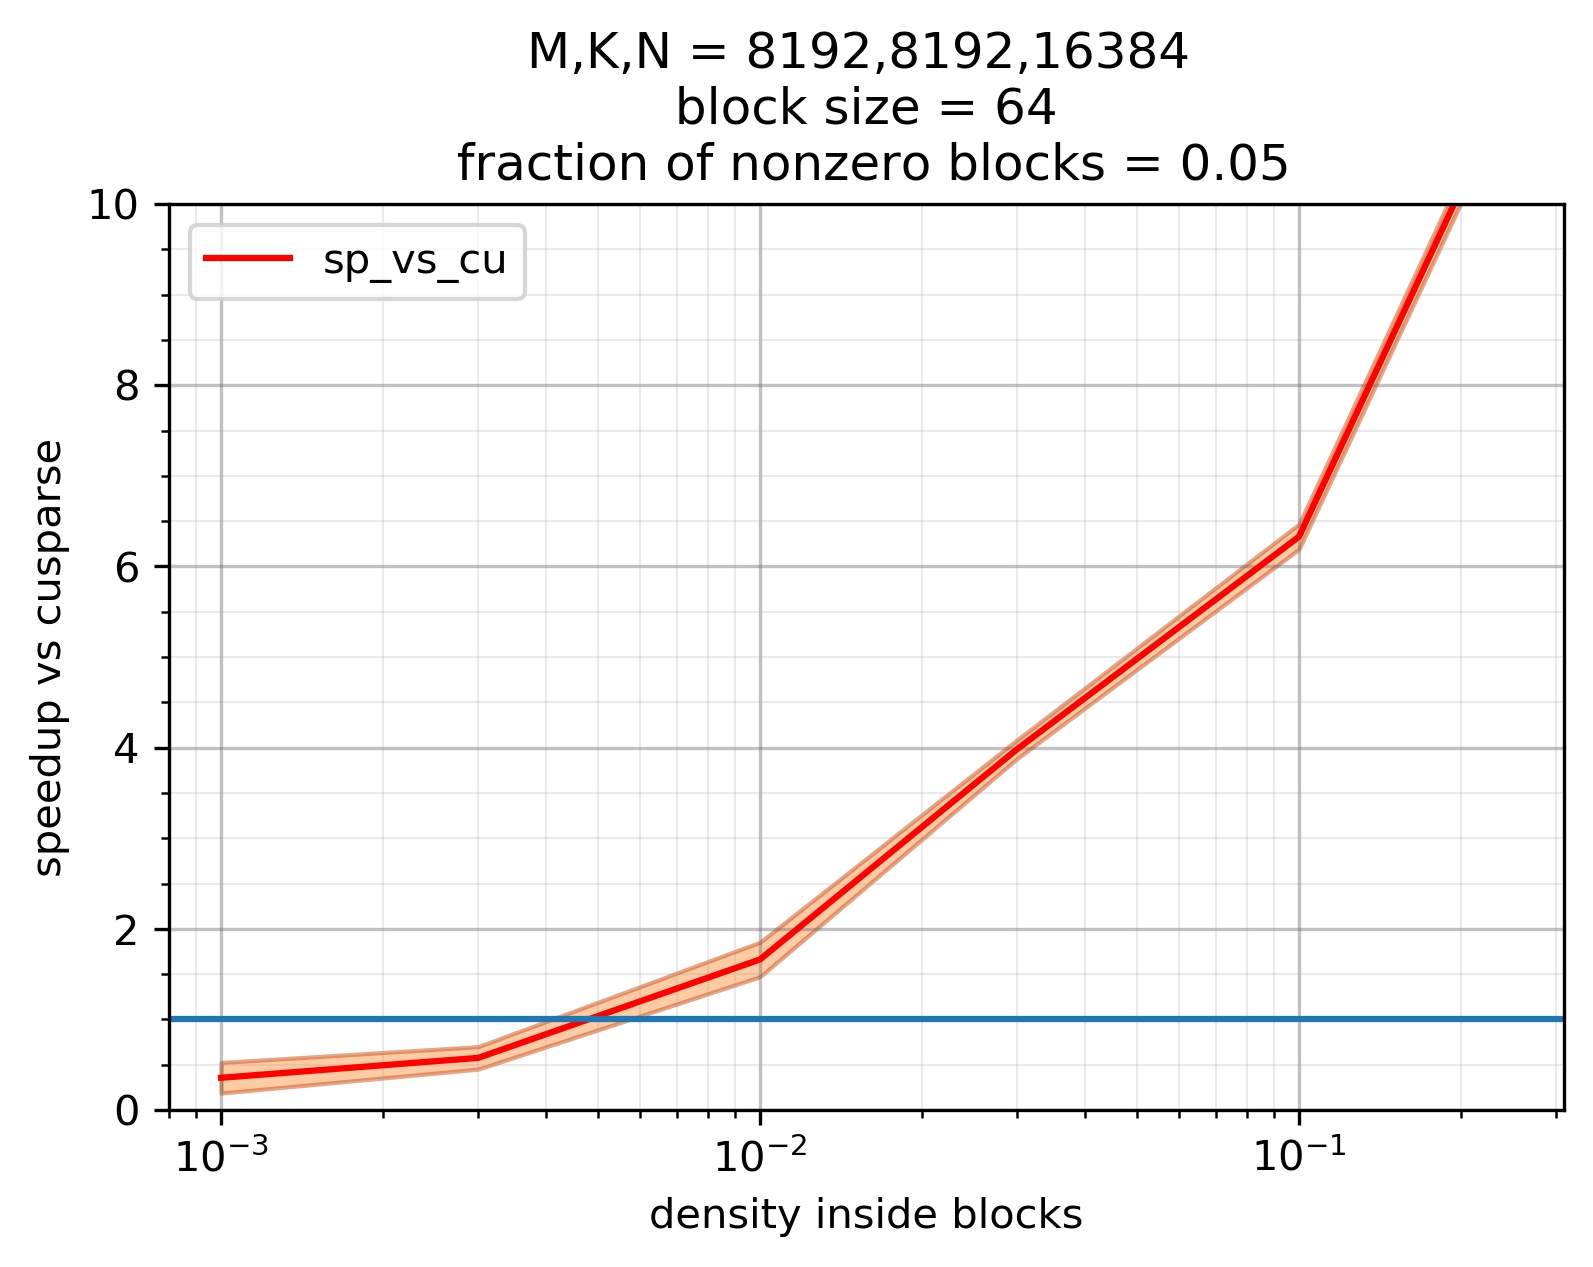 M,K,N = 8192,8192,16384
block size = 64
fraction of nonzero blocks = 0.05
sp_vs_cu
speedup vs cusparse
10
8
6
4
2
0
10⁻³ 10⁻² 10⁻¹
density inside blocks